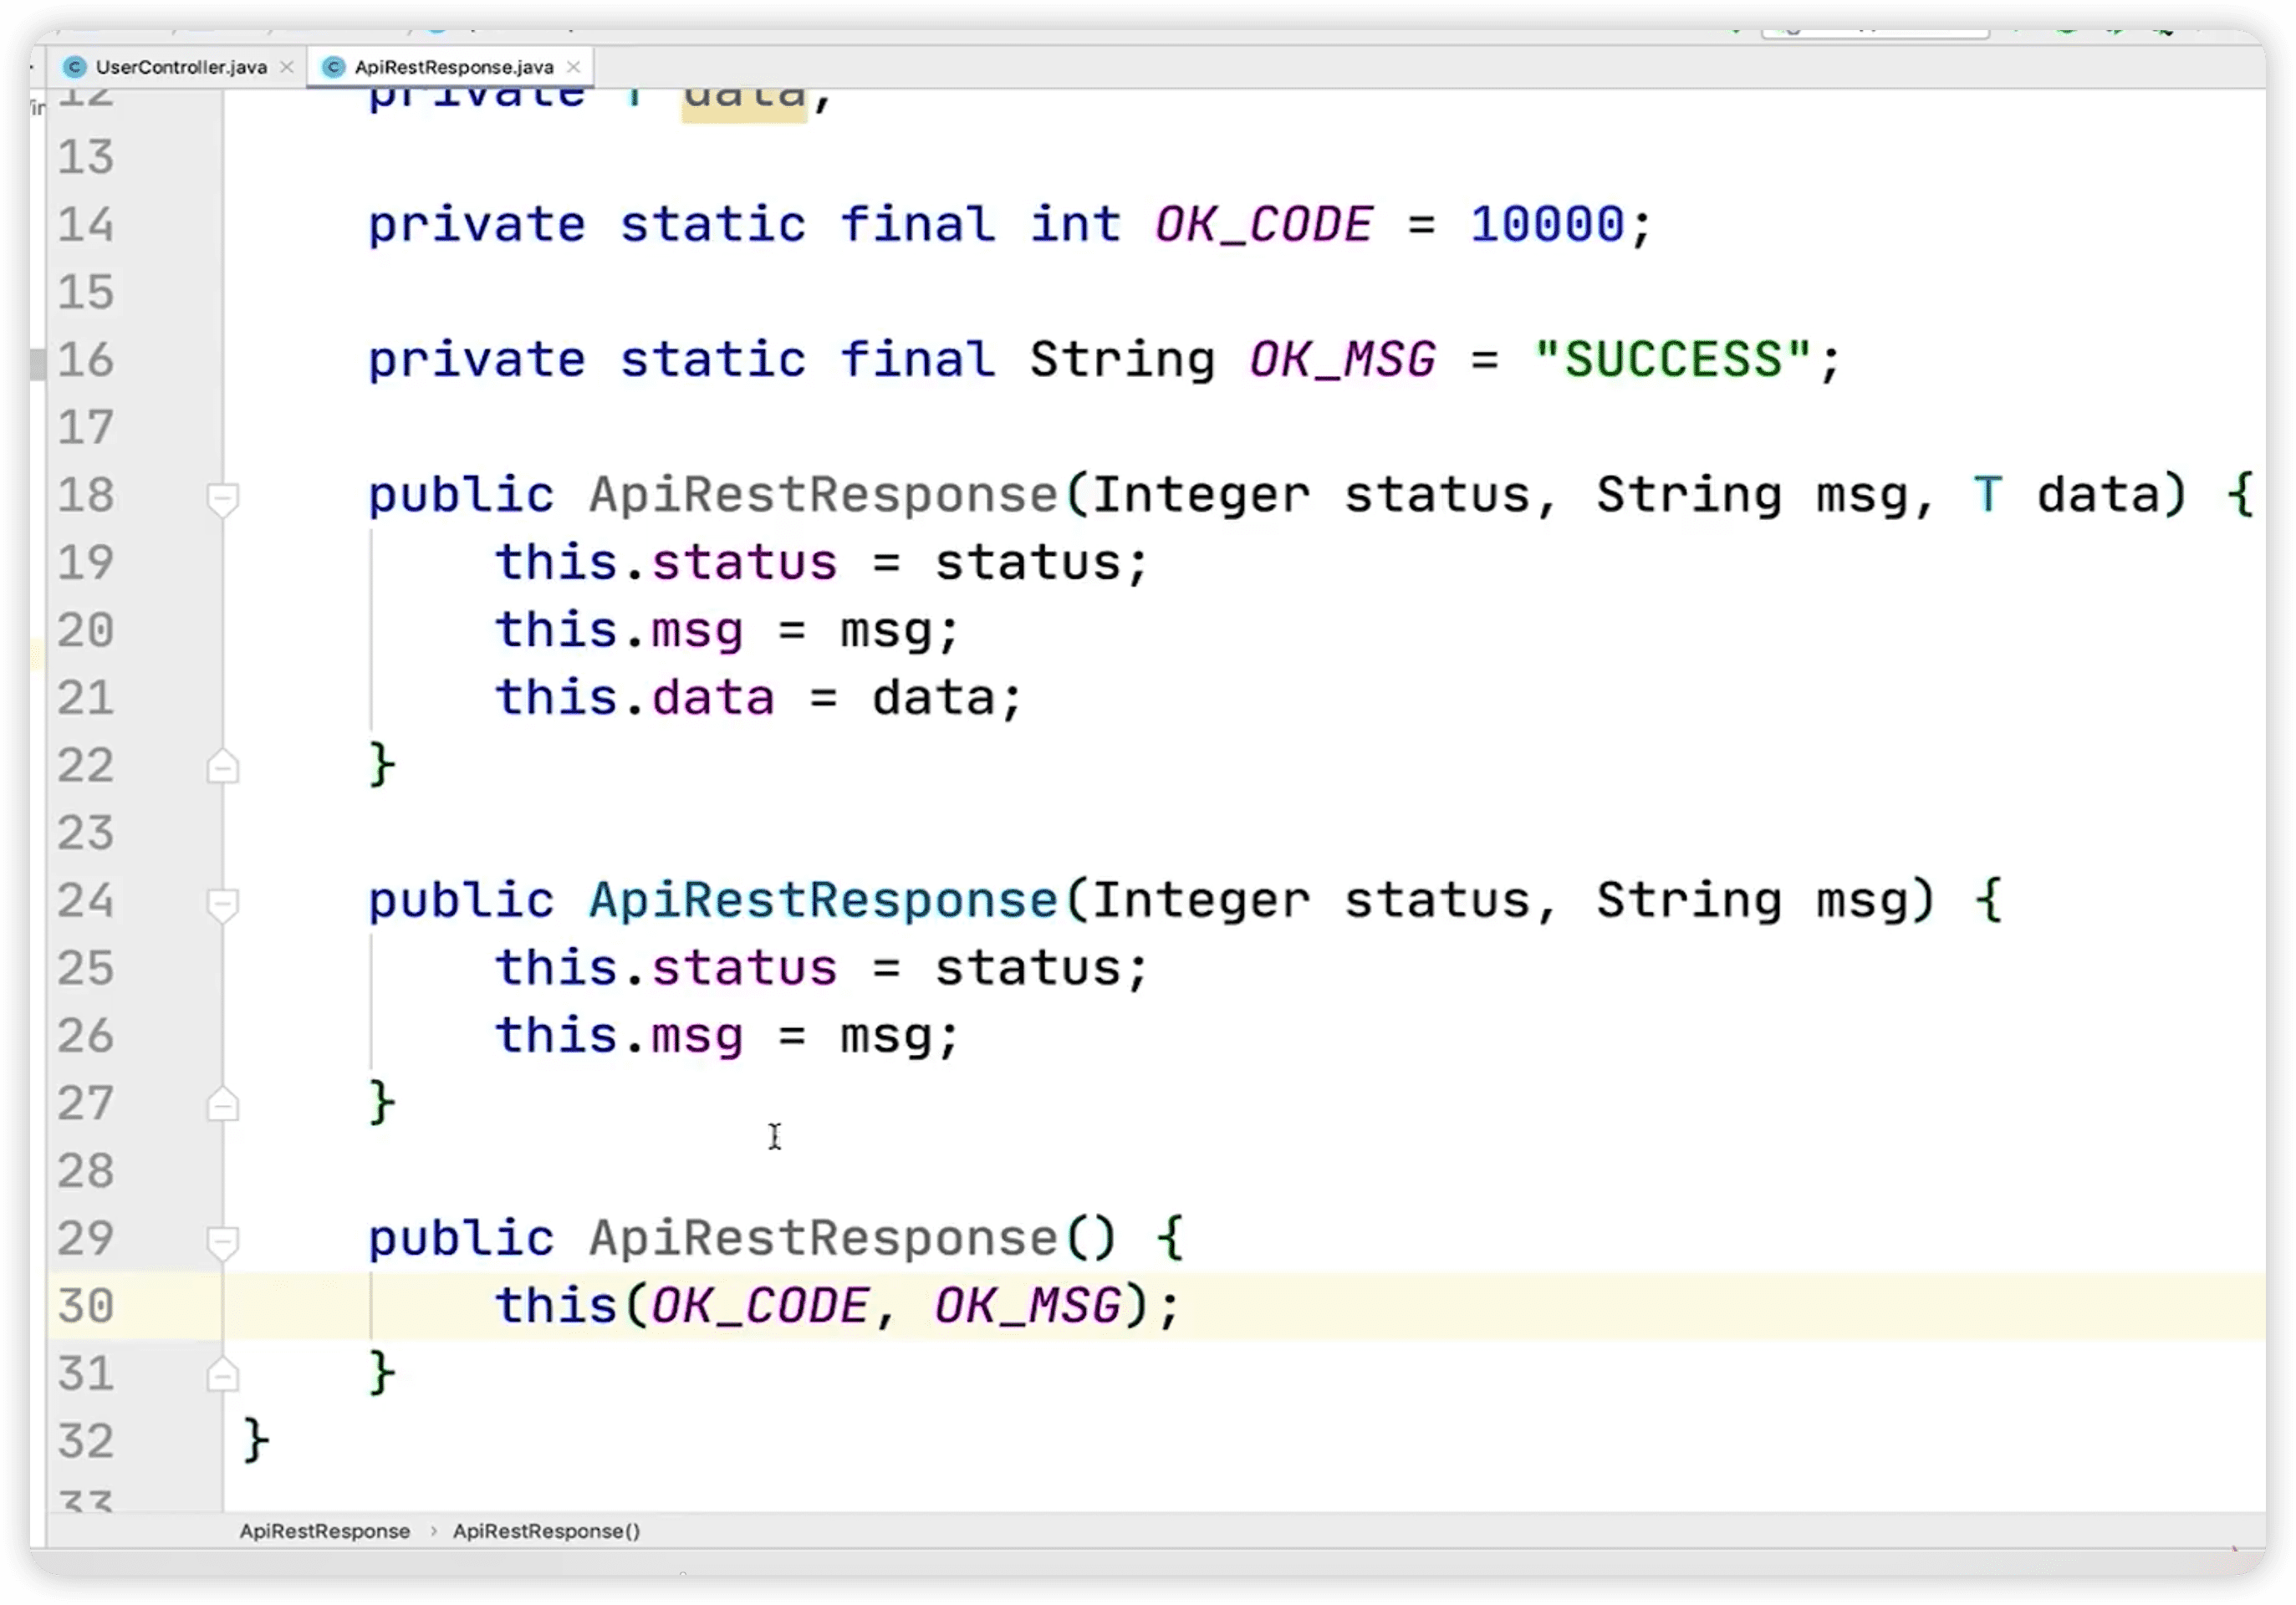 UserController.java
ApiRestResponse.java
12 private T data;
13
14 private static final int OK_CODE = 10000;
15
16 private static final String OK_MSG = "SUCCESS";
17
18 public ApiRestResponse(Integer status, String msg, T data) {
19 this.status = status;
20 this.msg = msg;
21 this.data = data;
22 }
23
24 public ApiRestResponse(Integer status, String msg) {
25 this.status = status;
26 this.msg = msg;
27 }
28
29 public ApiRestResponse() {
30 this(OK_CODE, OK_MSG);
31 }
32 }
33
ApiRestResponse › ApiRestResponse()